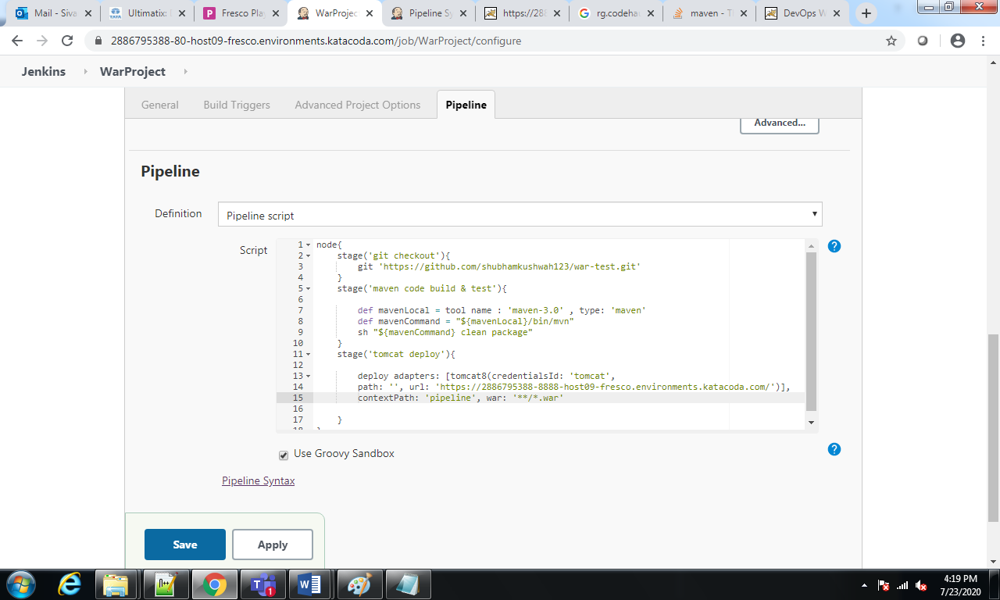 Mail - Siva
Ultimatix:
Fresco Pla
WarProjec
Pipeline Sy
https://288
rg.codeha
maven - T
DevOps W
2886795388-80-host09-fresco.environments.katacoda.com/job/WarProject/configure
Jenkins
WarProject
General
Build Triggers
Advanced Project Options
Pipeline
Advanced...
Pipeline
Definition
Pipeline script
Script
1 node{
2 stage('git checkout'){
3 git 'https://github.com/shubhamkushwah123/war-test.git'
4 }
5 stage('maven code build & test'){
6
7 def mavenLocal = tool name : 'maven-3.0' , type: 'maven'
8 def mavenCommand = "${mavenLocal}/bin/mvn"
9 sh "${mavenCommand} clean package"
10 }
11 stage('tomcat deploy'){
12
13 deploy adapters: [tomcat8(credentialsId: 'tomcat',
14 path: '', url: 'https://2886795388-8888-host09-fresco.environments.katacoda.com/')],
15 contextPath: 'pipeline', war: '**/*.war'
16
17 }
18 }
Use Groovy Sandbox
Pipeline Syntax
Save
Apply
4:19 PM
7/23/2020